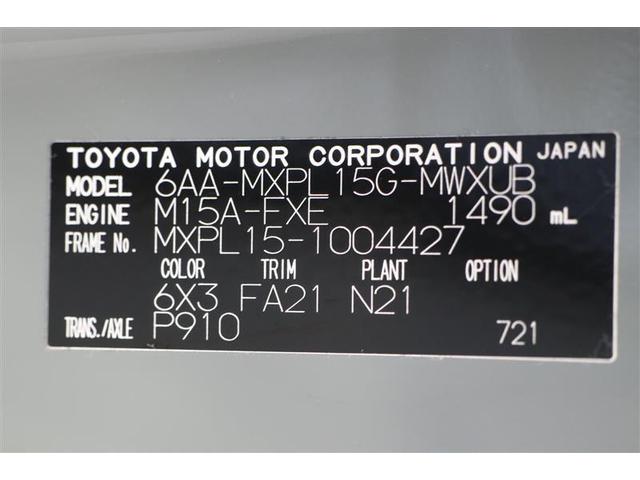 TOYOTA MOTOR CORPORATION JAPAN
MODEL 6AA-MXPL15G-MWXUB
ENGINE M15A-FXE 1490 mL
FRAME No. MXPL15-1004427
COLOR TRIM PLANT OPTION
6X3 FA21 N21
TRANS./AXLE P910 721